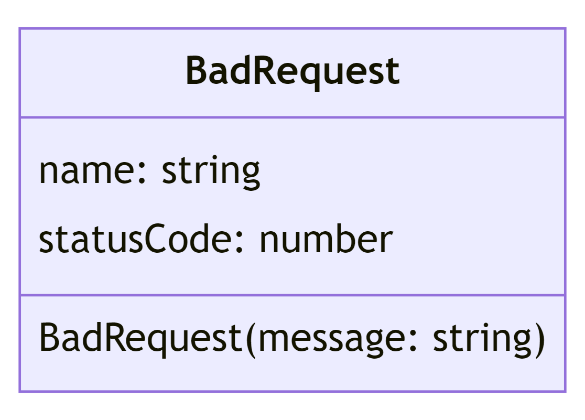 BadRequest
name: string
statusCode: number
BadRequest(message: string)